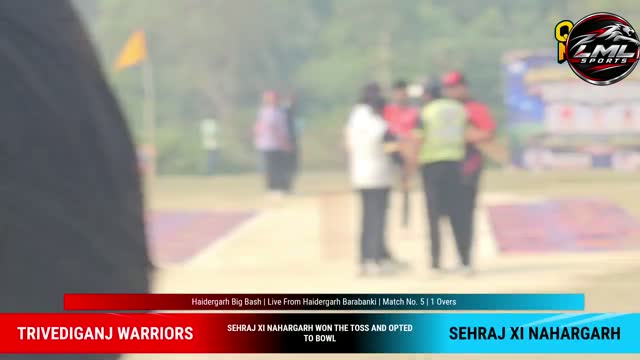 LML
SPORTS
Haidergarh Big Bash | Live From Haidergarh Barabanki | Match No. 5 | 1 Overs
TRIVEDIGANJ WARRIORS
SEHRAJ XI NAHARGARH WON THE TOSS AND OPTED
TO BOWL
SEHRAJ XI NAHARGARH